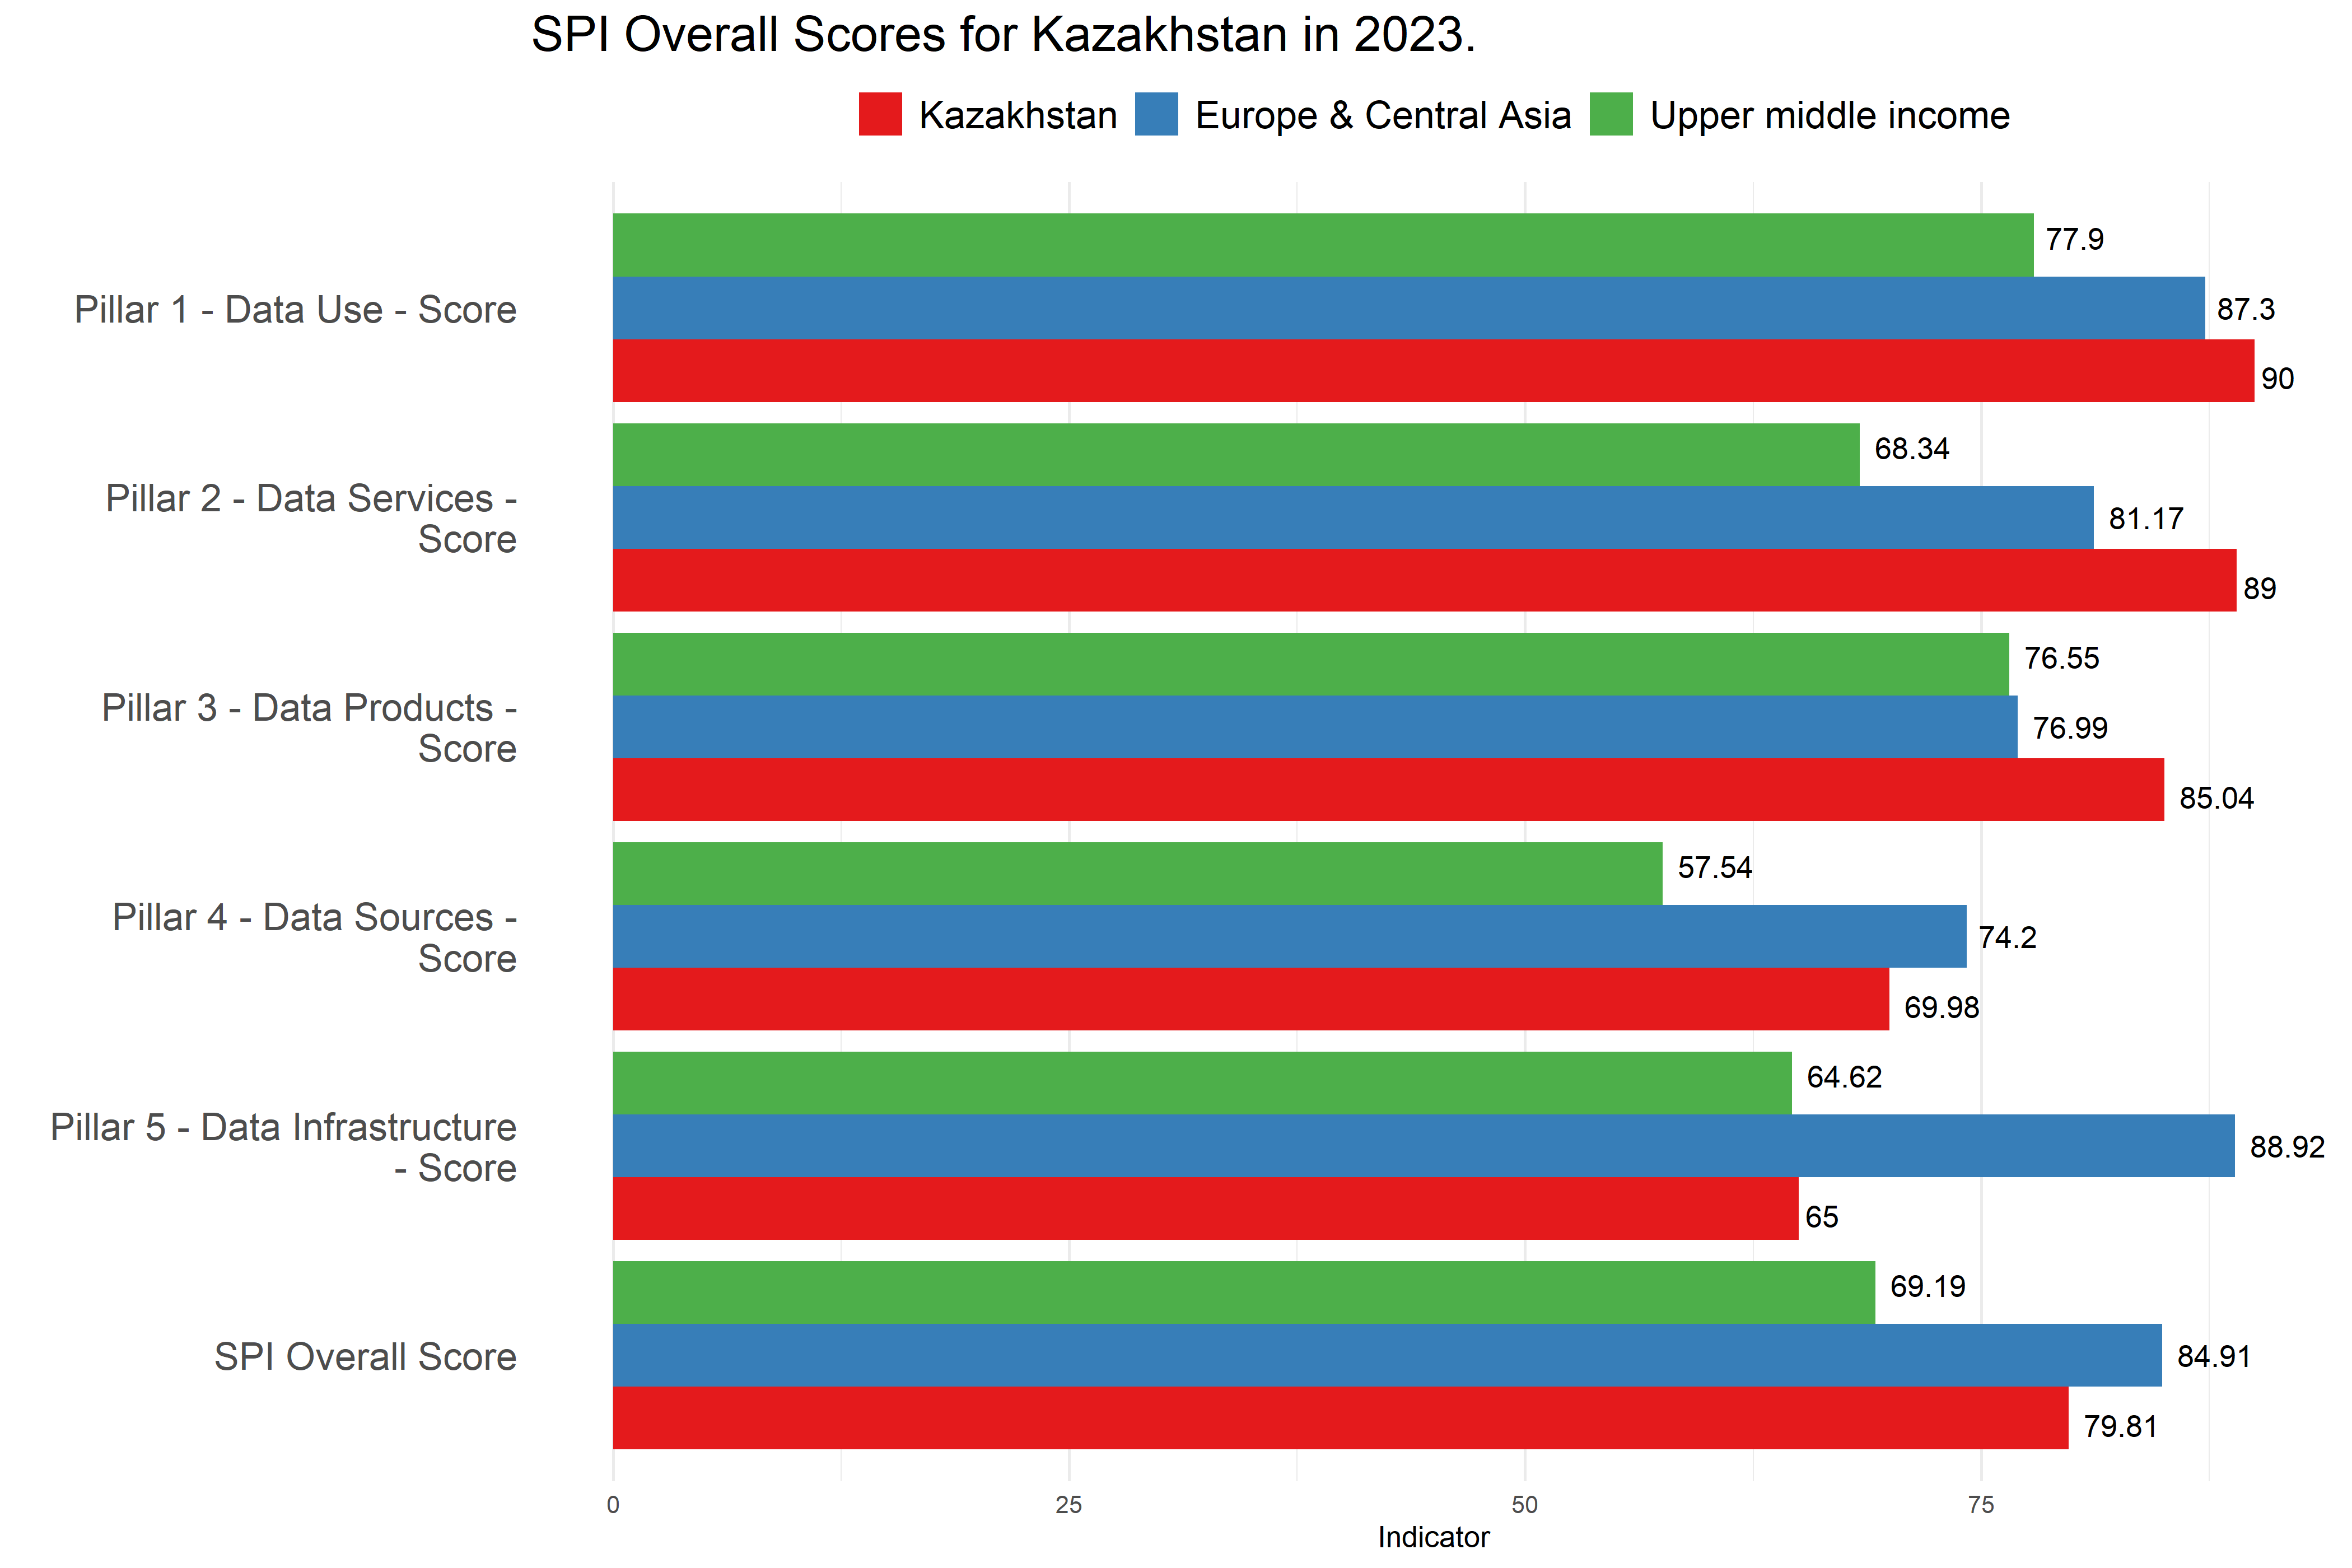 SPI Overall Scores for Kazakhstan in 2023.
Kazakhstan Europe & Central Asia Upper middle income
77.9
Pillar 1 - Data Use - Score
87.3
90
68.34
Pillar 2 - Data Services -
Score
81.17
89
76.55
Pillar 3 - Data Products -
Score
76.99
85.04
57.54
Pillar 4 - Data Sources -
Score
74.2
69.98
64.62
Pillar 5 - Data Infrastructure
- Score
88.92
65
69.19
SPI Overall Score
84.91
79.81
0 25 50 75
Indicator